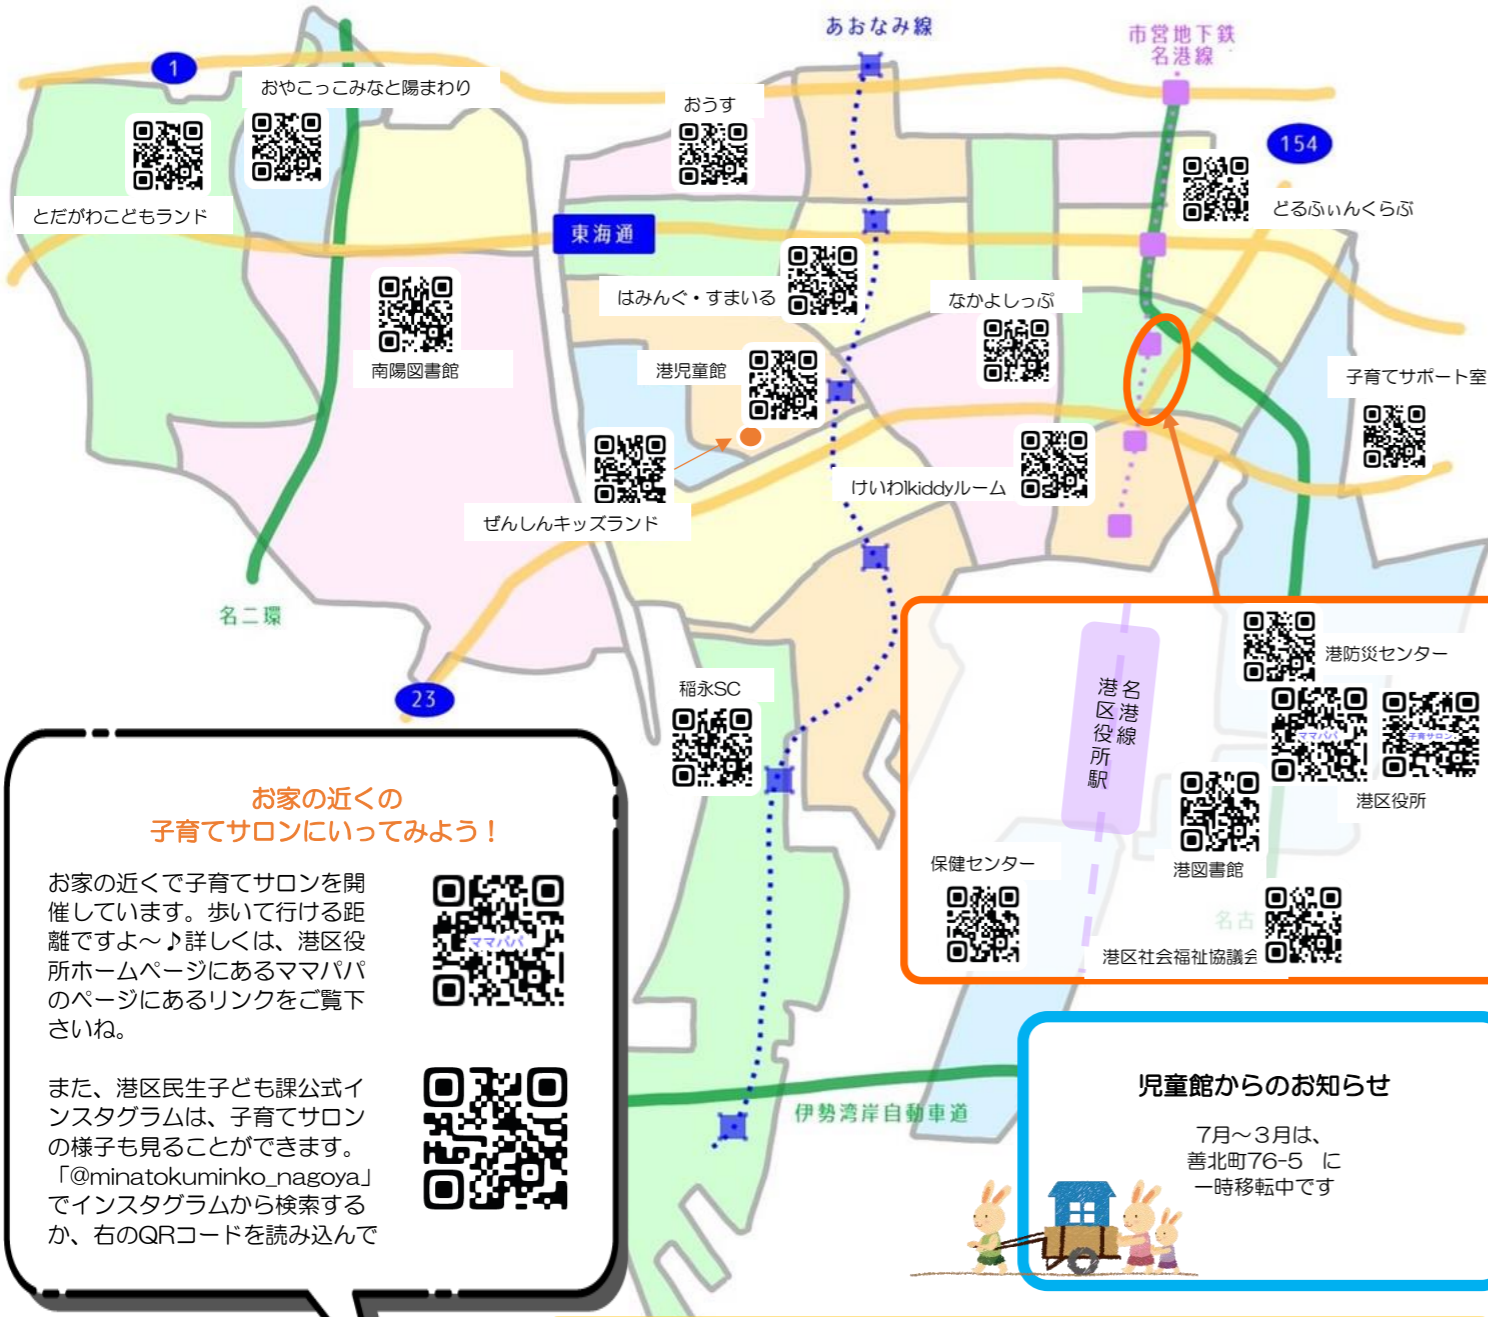 あおなみ線
市営地下鉄
名港線
1
おやこっこみなと陽まわり
おうす
154
とだがわこどもランド
どるふぃんくらぶ
東海通
はみんぐ・すまいる
なかよしっぷ
南陽図書館
港児童館
子育てサポート室
けいわkiddyルーム
ぜんしんキッズランド
名二環
23
稲永SC
名港線
港区役所駅
港防災センター
ママパパ
子育サロン
港区役所
港図書館
保健センター
名古
港区社会福祉協議会
お家の近くの
子育てサロンにいってみよう！
お家の近くで子育てサロンを開
催しています。歩いて行ける距
離ですよ～♪詳しくは、港区役
所ホームページにあるママパパ
のページにあるリンクをご覧下
さいね。
ママパパ
また、港区民生子ども課公式イ
ンスタグラムは、子育てサロン
の様子も見ることができます。
「@minatokuminko_nagoya」
でインスタグラムから検索する
か、右のQRコードを読み込んで
伊勢湾岸自動車道
児童館からのお知らせ
7月～3月は、
善北町76-5　に
一時移転中です